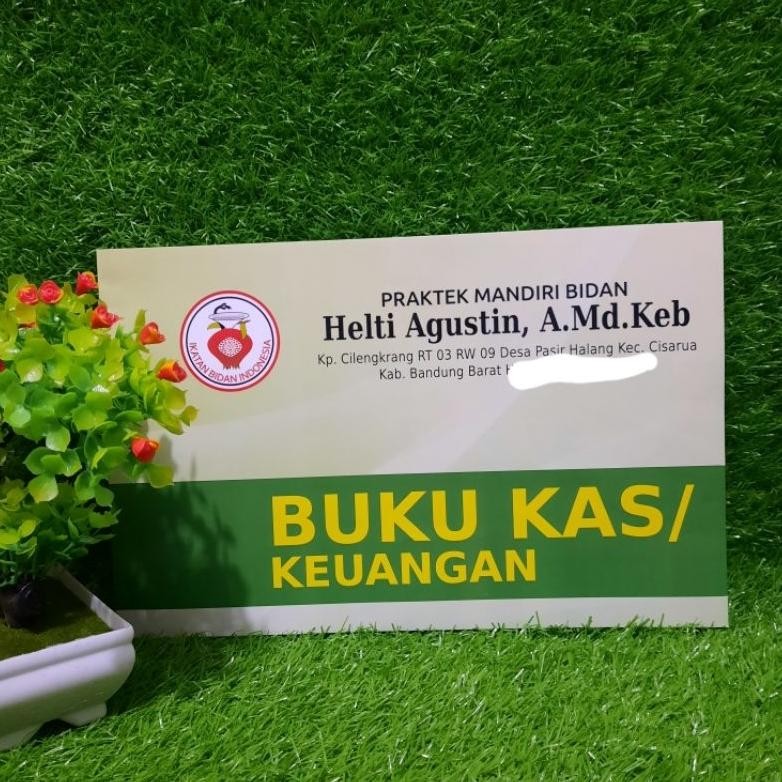 IKATAN BIDAN INDONESIA
PRAKTEK MANDIRI BIDAN
Helti Agustin, A.Md.Keb
Kp. Cilengkrang RT 03 RW 09 Desa Pasir Halang Kec. Cisarua
Kab. Bandung Barat
BUKU KAS/
KEUANGAN